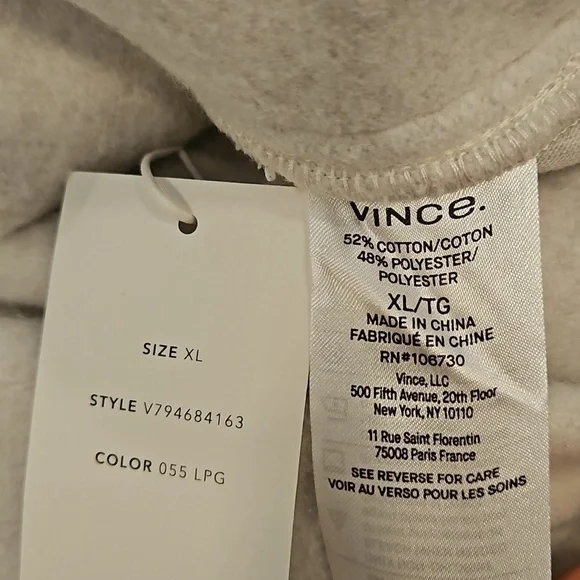 SIZE XL
STYLE V794684163
COLOR 055 LPG
VINCe.
52% COTTON/COTON
48% POLYESTER/
POLYESTER
XL/TG
MADE IN CHINA
FABRIQUÉ EN CHINE
RN#106730
Vince, LLC
500 Fifth Avenue, 20th Floor
New York, NY 10110
11 Rue Saint Florentin
75008 Paris France
SEE REVERSE FOR CARE
VOIR AU VERSO POUR LES SOINS